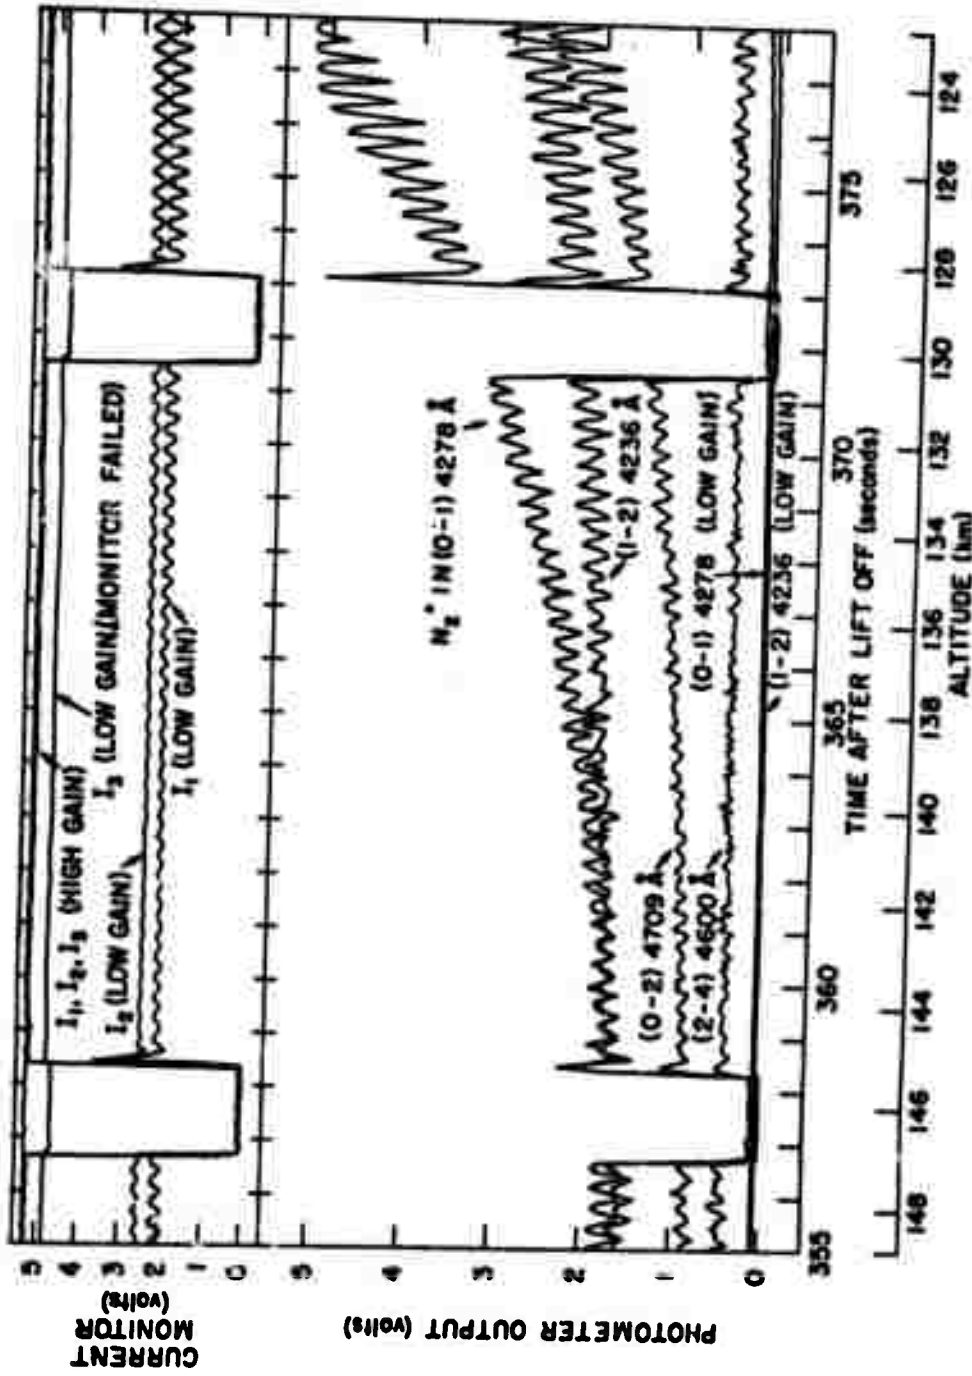 CURRENT
MONITOR
(volts)
5
4
3
2
1
0
I₁, I₂, I₃ (HIGH GAIN)
I₃ (LOW GAIN)(MONITOR FAILED)
I₂ (LOW GAIN)
I₁ (LOW GAIN)
PHOTOMETER OUTPUT (volts)
5
4
3
2
1
0
N₂⁺ 1N(0-1) 4278 Å
(1-2) 4236 Å
(0-2) 4709 Å
(0-1) 4278 (LOW GAIN)
(2-4) 4600 Å
(1-2) 4236 (LOW GAIN)
355 360 365 370 375
TIME AFTER LIFT OFF (seconds)
148 146 144 142 140 138 136 134 132 130 128 126 124
ALTITUDE (km)